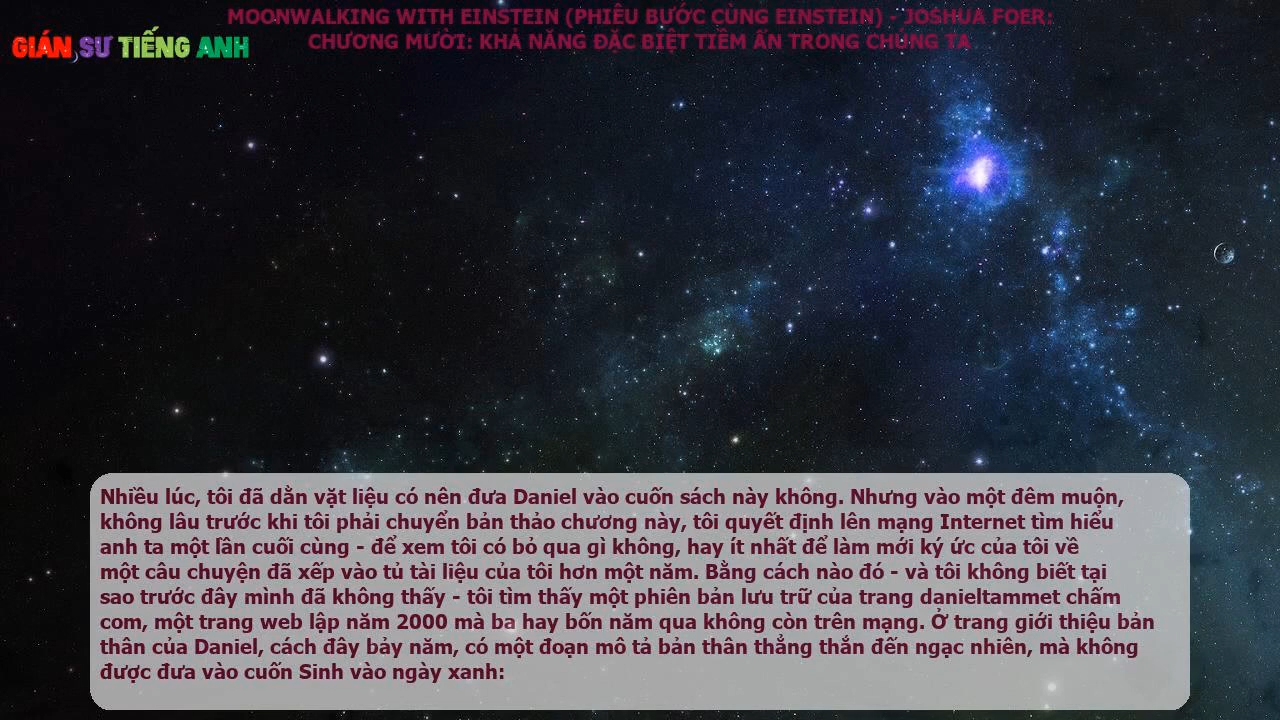 MOONWALKING WITH EINSTEIN (PHIÊU BƯỚC CÙNG EINSTEIN) - JOSHUA FOER:
CHƯƠNG MƯỜI: KHẢ NĂNG ĐẶC BIỆT TIỀM ẨN TRONG CHÚNG TA
GIÁN SƯ TIẾNG ANH
Nhiều lúc, tôi đã dằn vặt liệu có nên đưa Daniel vào cuốn sách này không. Nhưng vào một đêm muộn,
không lâu trước khi tôi phải chuyển bản thảo chương này, tôi quyết định lên mạng Internet tìm hiểu
anh ta một lần cuối cùng - để xem tôi có bỏ qua gì không, hay ít nhất để làm mới ký ức của tôi về
một câu chuyện đã xếp vào tủ tài liệu của tôi hơn một năm. Bằng cách nào đó - và tôi không biết tại
sao trước đây mình đã không thấy - tôi tìm thấy một phiên bản lưu trữ của trang danieltammet chấm
com, một trang web lập năm 2000 mà ba hay bốn năm qua không còn trên mạng. Ở trang giới thiệu bản
thân của Daniel, cách đây bảy năm, có một đoạn mô tả bản thân thẳng thắn đến ngạc nhiên, mà không
được đưa vào cuốn Sinh vào ngày xanh: